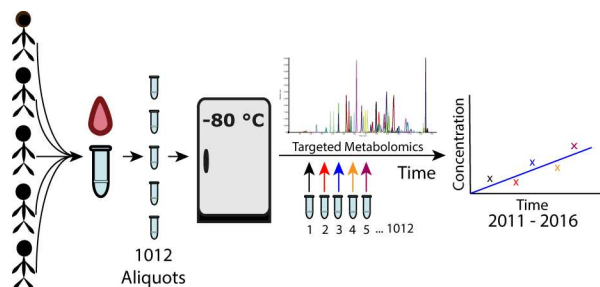 1012
Aliquots
-80 °C
Targeted Metabolomics
Time
1 2 3 4 5 ... 1012
Concentration
Time
2011 - 2016